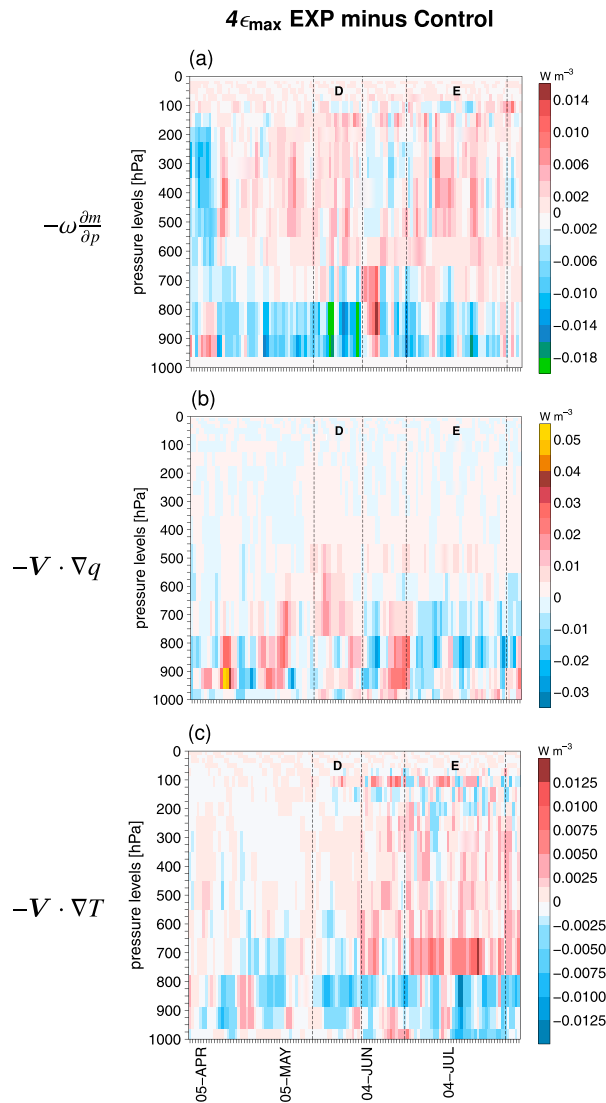 4ϵmax EXP minus Control
(a)
W m⁻³
0
100
200
300
400
500
600
700
800
900
1000
pressure levels [hPa]
D
E
0.014
0.010
0.006
0.002
0
−0.002
−0.006
−0.010
−0.014
−0.018
−ω ∂m/∂p
(b)
W m⁻³
0
100
200
300
400
500
600
700
800
900
1000
pressure levels [hPa]
D
E
0.05
0.04
0.03
0.02
0.01
0
−0.01
−0.02
−0.03
−V · ∇q
(c)
W m⁻³
0
100
200
300
400
500
600
700
800
900
1000
pressure levels [hPa]
D
E
0.0125
0.0100
0.0075
0.0050
0.0025
0
−0.0025
−0.0050
−0.0075
−0.0100
−0.0125
−V · ∇T
05−APR
05−MAY
04−JUN
04−JUL